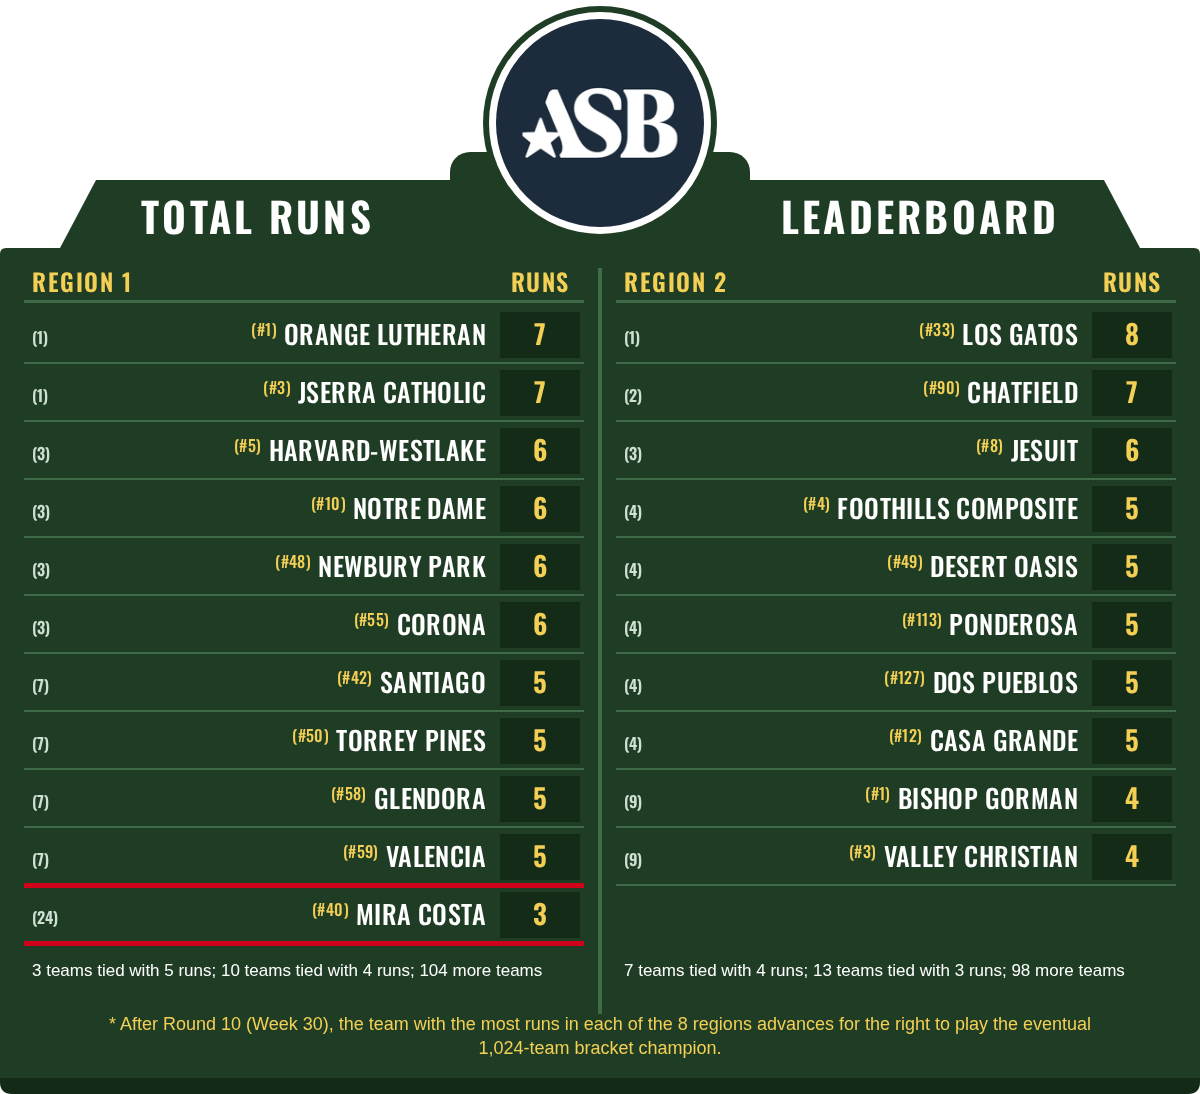 ASB
TOTAL RUNS
LEADERBOARD
REGION 1 RUNS
(1) (#1) ORANGE LUTHERAN 7
(1) (#3) JSERRA CATHOLIC 7
(3) (#5) HARVARD-WESTLAKE 6
(3) (#10) NOTRE DAME 6
(3) (#48) NEWBURY PARK 6
(3) (#55) CORONA 6
(7) (#42) SANTIAGO 5
(7) (#50) TORREY PINES 5
(7) (#58) GLENDORA 5
(7) (#59) VALENCIA 5
(24) (#40) MIRA COSTA 3
3 teams tied with 5 runs; 10 teams tied with 4 runs; 104 more teams
REGION 2 RUNS
(1) (#33) LOS GATOS 8
(2) (#90) CHATFIELD 7
(3) (#8) JESUIT 6
(4) (#4) FOOTHILLS COMPOSITE 5
(4) (#49) DESERT OASIS 5
(4) (#113) PONDEROSA 5
(4) (#127) DOS PUEBLOS 5
(4) (#12) CASA GRANDE 5
(9) (#1) BISHOP GORMAN 4
(9) (#3) VALLEY CHRISTIAN 4
7 teams tied with 4 runs; 13 teams tied with 3 runs; 98 more teams
* After Round 10 (Week 30), the team with the most runs in each of the 8 regions advances for the right to play the eventual
1,024-team bracket champion.